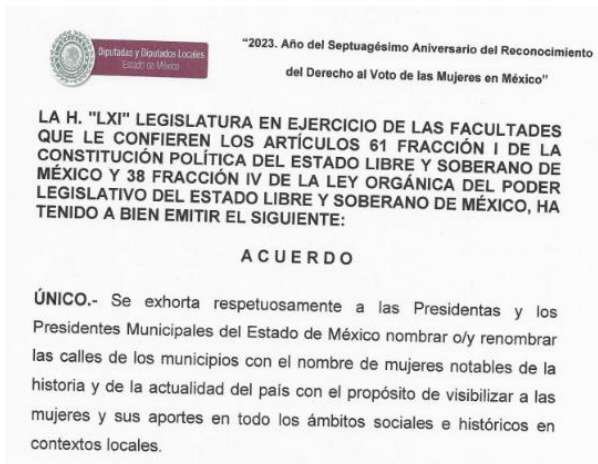 Diputadas y Diputados Locales
Estado de México
“2023. Año del Septuagésimo Aniversario del Reconocimiento
del Derecho al Voto de las Mujeres en México”
LA H. "LXI" LEGISLATURA EN EJERCICIO DE LAS FACULTADES
QUE LE CONFIEREN LOS ARTÍCULOS 61 FRACCIÓN I DE LA
CONSTITUCIÓN POLÍTICA DEL ESTADO LIBRE Y SOBERANO DE
MÉXICO Y 38 FRACCIÓN IV DE LA LEY ORGÁNICA DEL PODER
LEGISLATIVO DEL ESTADO LIBRE Y SOBERANO DE MÉXICO, HA
TENIDO A BIEN EMITIR EL SIGUIENTE:
A C U E R D O
ÚNICO.- Se exhorta respetuosamente a las Presidentas y los
Presidentes Municipales del Estado de México nombrar o/y renombrar
las calles de los municipios con el nombre de mujeres notables de la
historia y de la actualidad del país con el propósito de visibilizar a las
mujeres y sus aportes en todo los ámbitos sociales e históricos en
contextos locales.